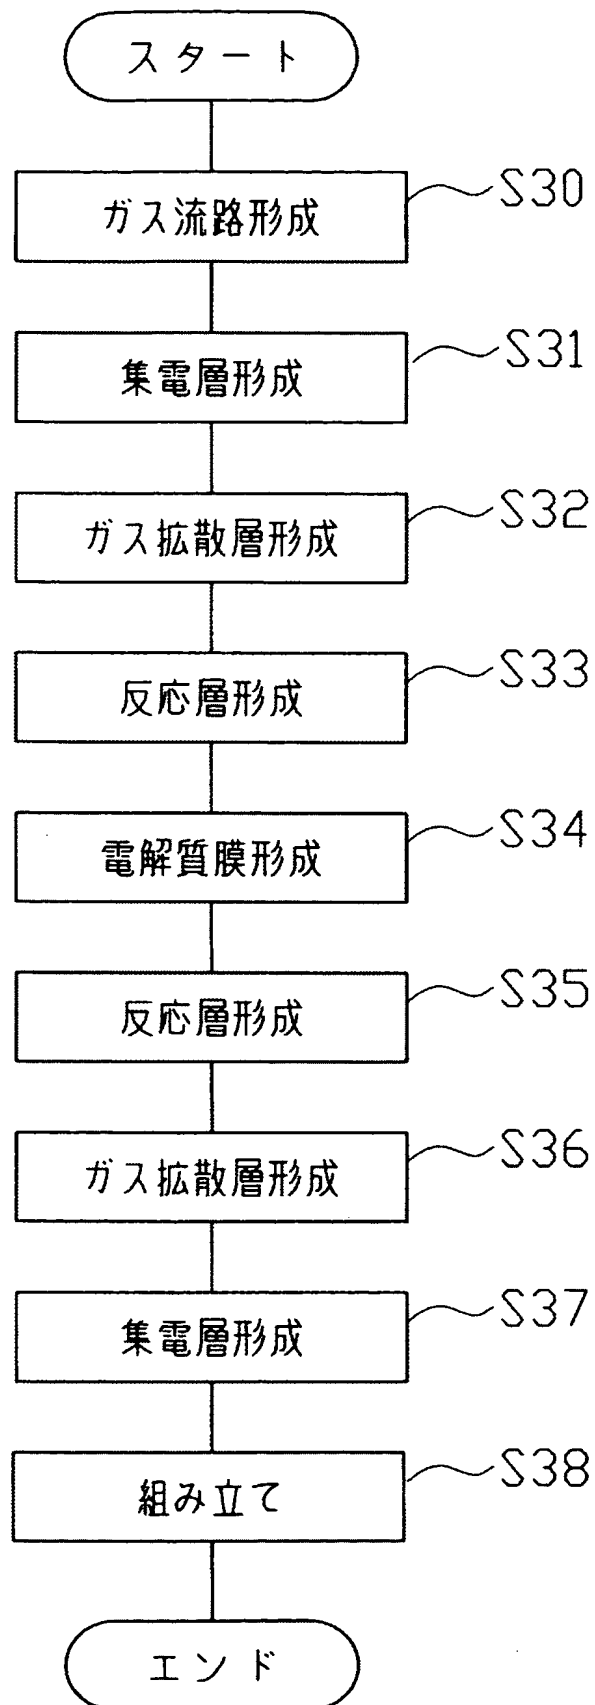 スタート
ガス流路形成 S30
集電層形成 S31
ガス拡散層形成 S32
反応層形成 S33
電解質膜形成 S34
反応層形成 S35
ガス拡散層形成 S36
集電層形成 S37
組み立て S38
エンド